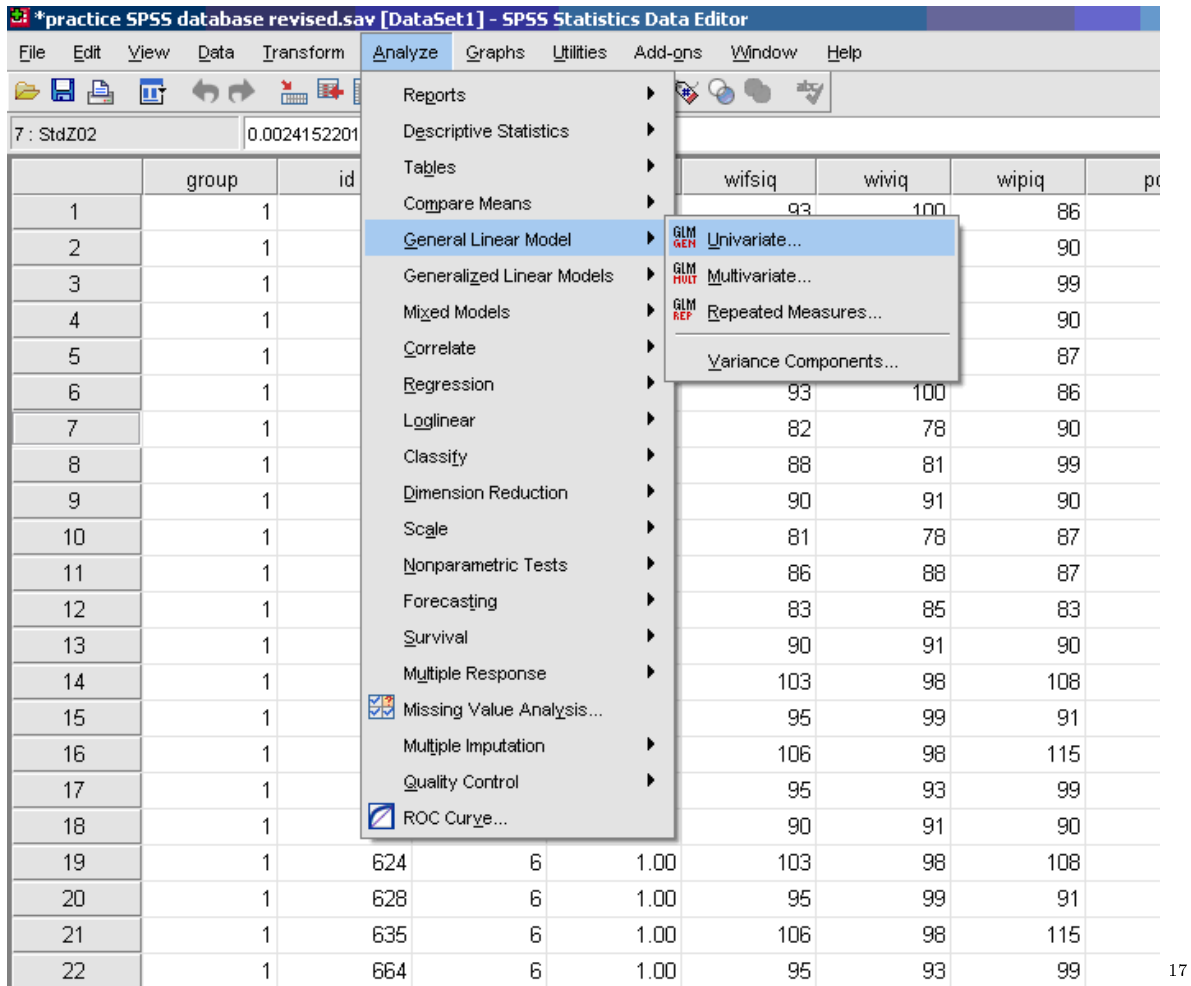 *practice SPSS database revised.sav [DataSet1] - SPSS Statistics Data Editor
File Edit View Data Transform Analyze Graphs Utilities Add-ons Window Help
7 : StdZ02 0.0024152201
Reports
Descriptive Statistics
Tables
Compare Means
General Linear Model
Generalized Linear Models
Mixed Models
Correlate
Regression
Loglinear
Classify
Dimension Reduction
Scale
Nonparametric Tests
Forecasting
Survival
Multiple Response
Missing Value Analysis...
Multiple Imputation
Quality Control
ROC Curve...
GLM GEN Univariate...
GLM MULT Multivariate...
GLM REP Repeated Measures...
Variance Components...
group id wifsiq wiviq wipiq
1 1 93 100 86
2 1 90
3 1 99
4 1 90
5 1 87
6 1 93 100 86
7 1 82 78 90
8 1 88 81 99
9 1 90 91 90
10 1 81 78 87
11 1 86 88 87
12 1 83 85 83
13 1 90 91 90
14 1 103 98 108
15 1 95 99 91
16 1 106 98 115
17 1 95 93 99
18 1 90 91 90
19 1 624 6 1.00 103 98 108
20 1 628 6 1.00 95 99 91
21 1 635 6 1.00 106 98 115
22 1 664 6 1.00 95 93 99
17